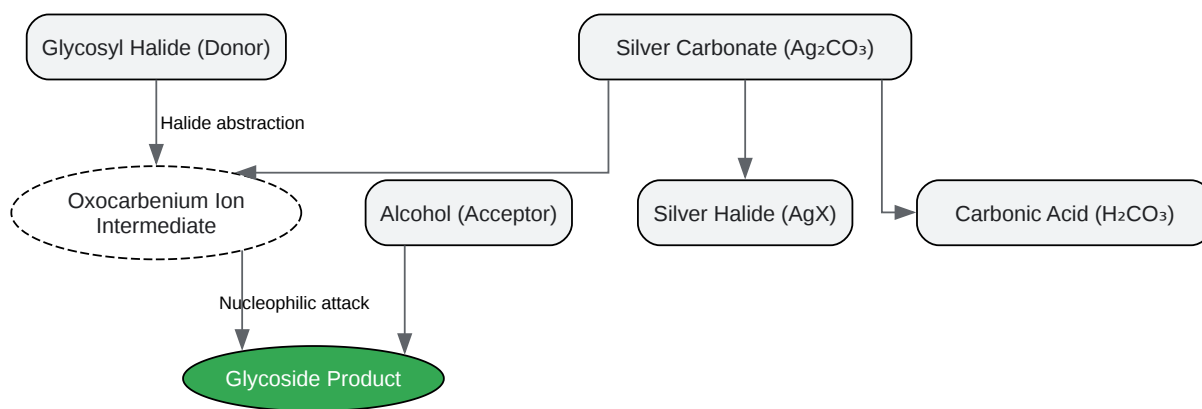 Glycosyl Halide (Donor)
Silver Carbonate (Ag₂CO₃)
Halide abstraction
Oxocarbenium Ion
Intermediate
Alcohol (Acceptor)
Silver Halide (AgX)
Carbonic Acid (H₂CO₃)
Nucleophilic attack
Glycoside Product